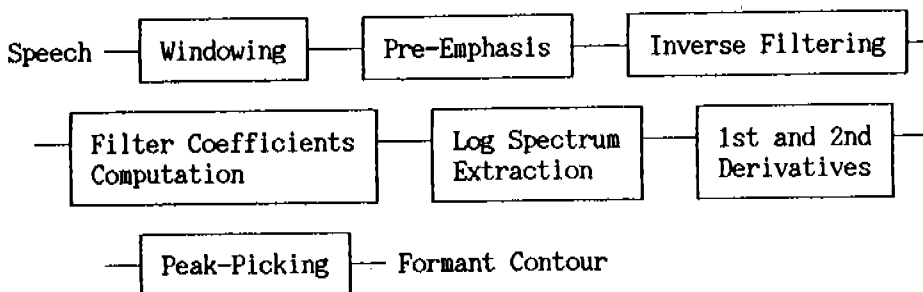 Speech
Windowing
Pre-Emphasis
Inverse Filtering
Filter Coefficients
Computation
Log Spectrum
Extraction
1st and 2nd
Derivatives
Peak-Picking
Formant Contour